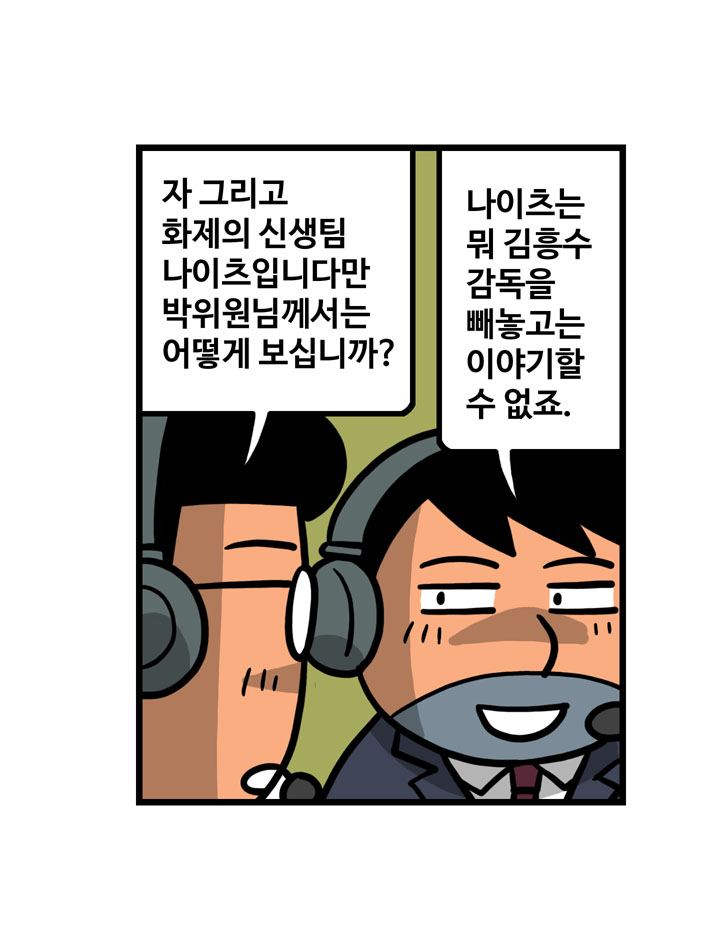 자 그리고
화제의 신생팀
나이츠입니다만
박위원님께서는
어떻게 보십니까?
나이츠는
뭐 김흥수
감독을
빼놓고는
이야기할
수 없죠.